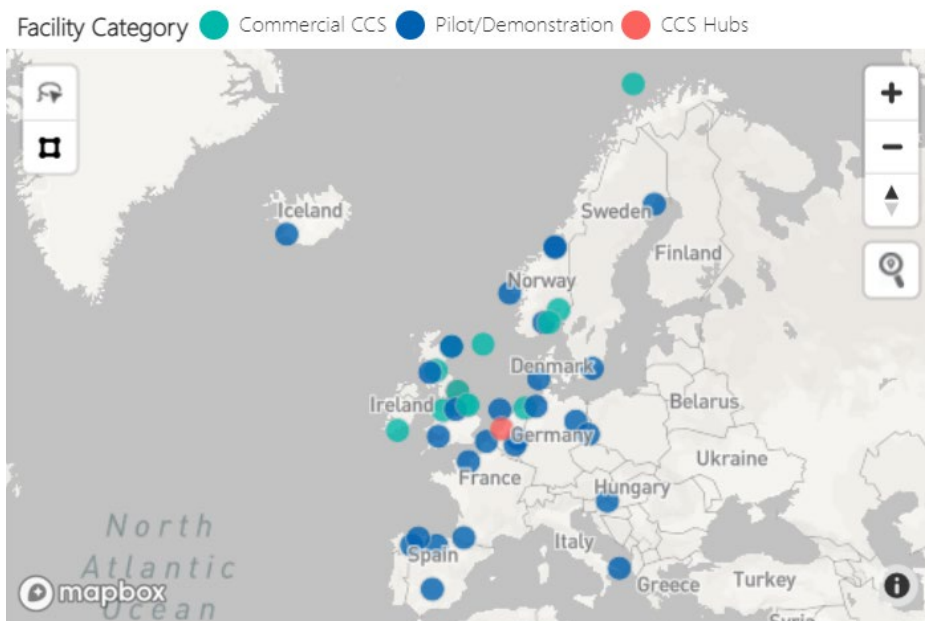 Facility Category Commercial CCS Pilot/Demonstration CCS Hubs
Iceland
Sweden
Finland
Norway
Denmark
Ireland
Belarus
Germany
Ukraine
France
Hungary
North
Atlantic
Ocean
Italy
Spain
Greece
Turkey
Syria
mapbox